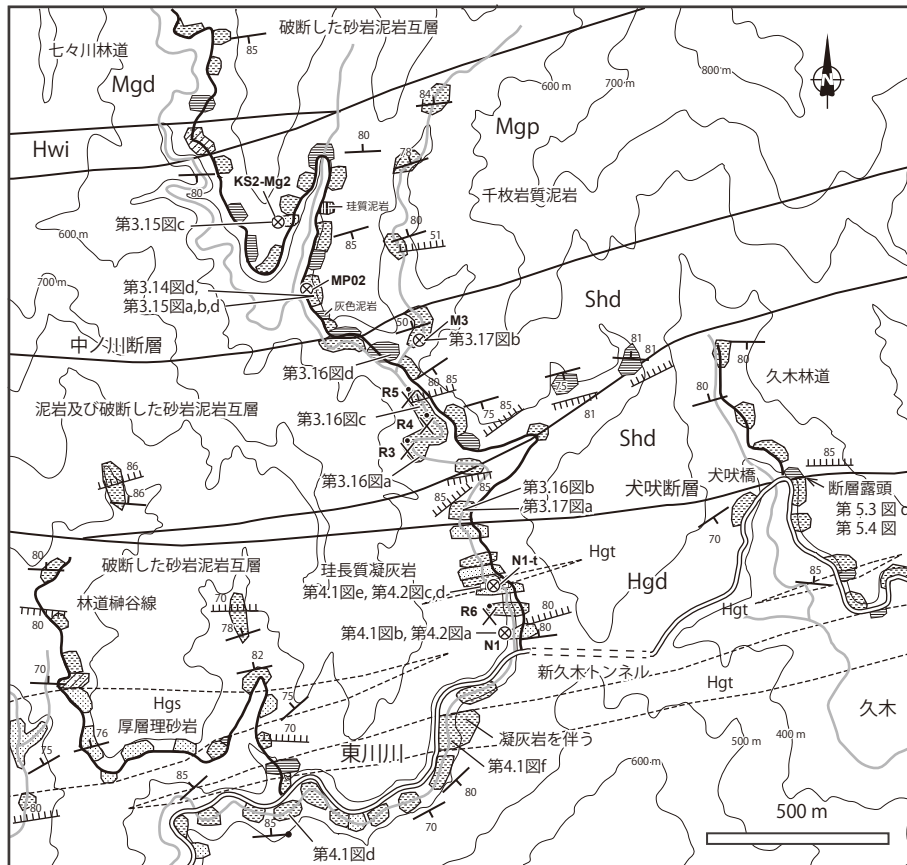 破断した砂岩泥岩互層
85
七々川林道
Mgd
800 m
700 m
600 m
84
N
Mgp
Hwi
80
78
千枚岩質泥岩
KS2-Mg2
80
珪質泥岩
第3.15図c
80
600 m
85
51
MP02
第3.14図d,
第3.15図a,b,d
700 m
灰色泥岩
Shd
50
M3
中ノ川断層
第3.17図b
81
81
80
第3.16図d
久木林道
R5
80
85
75
80
第3.16図c
75
81
泥岩及び破断した砂岩泥岩互層
R4
R3
Shd
86
第3.16図a
85
犬吠橋
85
86
85
第3.16図b
第3.17図a
犬吠断層
断層露頭
第 5.3 図 c
第 5.4 図
70
破断した砂岩泥岩互層
Hgt
80
珪長質凝灰岩
N1-t
85
林道榊谷線
第4.1図e, 第4.2図c,d
Hgd
70
R6
Hgt
80
80
78
第4.1図b, 第4.2図a
N1
80
82
70
新久木トンネル
Hgt
75
Hgs
厚層理砂岩
久木
76
70
凝灰岩を伴う
75
東川川
400 m
500 m
第4.1図f
85
600 m
80
80
70
500 m
85
第4.1図d